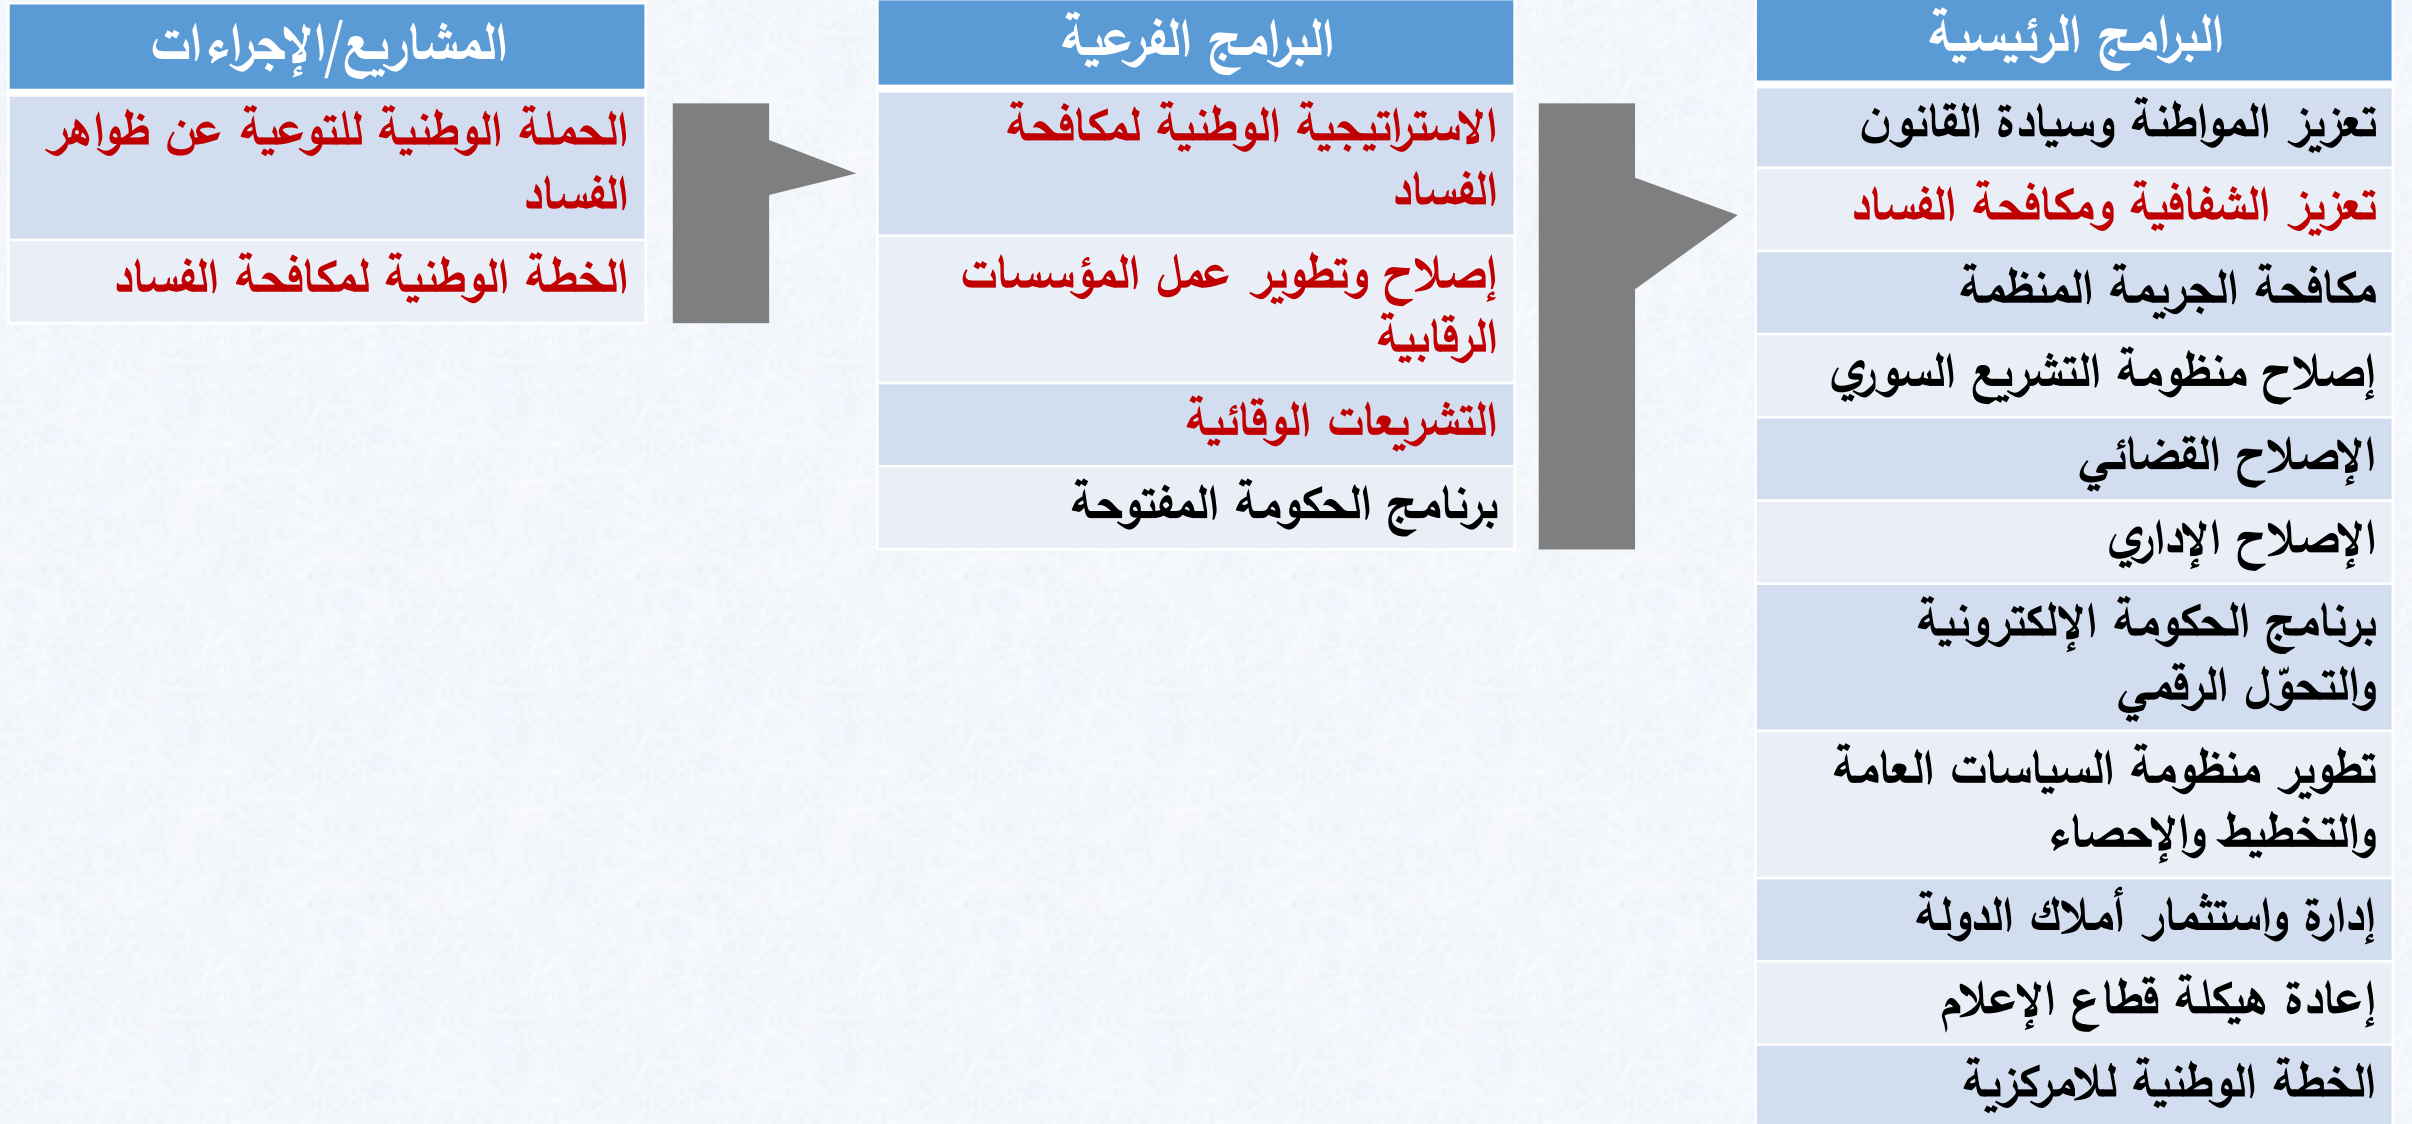 البرامج الرئيسية
تعزيز المواطنة وسيادة القانون
تعزيز الشفافية ومكافحة الفساد
مكافحة الجريمة المنظمة
إصلاح منظومة التشريع السوري
الإصلاح القضائي
الإصلاح الإداري
برنامج الحكومة الإلكترونية
والتحوّل الرقمي
تطوير منظومة السياسات العامة
والتخطيط والإحصاء
إدارة واستثمار أملاك الدولة
إعادة هيكلة قطاع الإعلام
الخطة الوطنية للامركزية
البرامج الفرعية
الاستراتيجية الوطنية لمكافحة
الفساد
إصلاح وتطوير عمل المؤسسات
الرقابية
التشريعات الوقائية
برنامج الحكومة المفتوحة
المشاريع/الإجراءات
الحملة الوطنية للتوعية عن ظواهر
الفساد
الخطة الوطنية لمكافحة الفساد